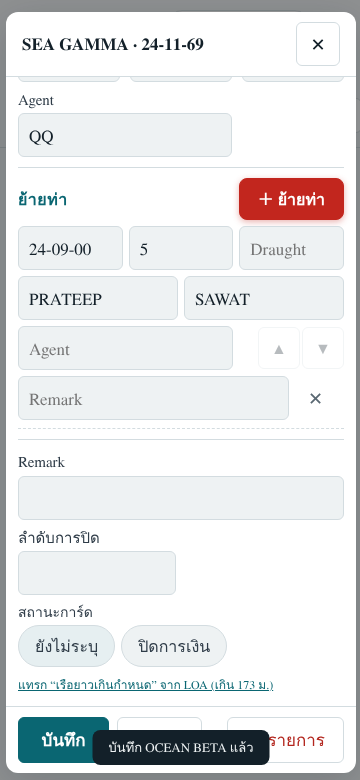 SEA GAMMA · 24-11-69
✕
Agent
QQ
ย้ายท่า
+ ย้ายท่า
24-09-00
5
Draught
PRATEEP
SAWAT
Agent
▲
▼
Remark
✕
Remark
ลำดับการปิด
สถานะการ์ด
ยังไม่ระบุ
ปิดการเงิน
แทรก “เรือยาวเกินกำหนด” จาก LOA (เกิน 173 ม.)
บันทึก
รายการ
บันทึก OCEAN BETA แล้ว